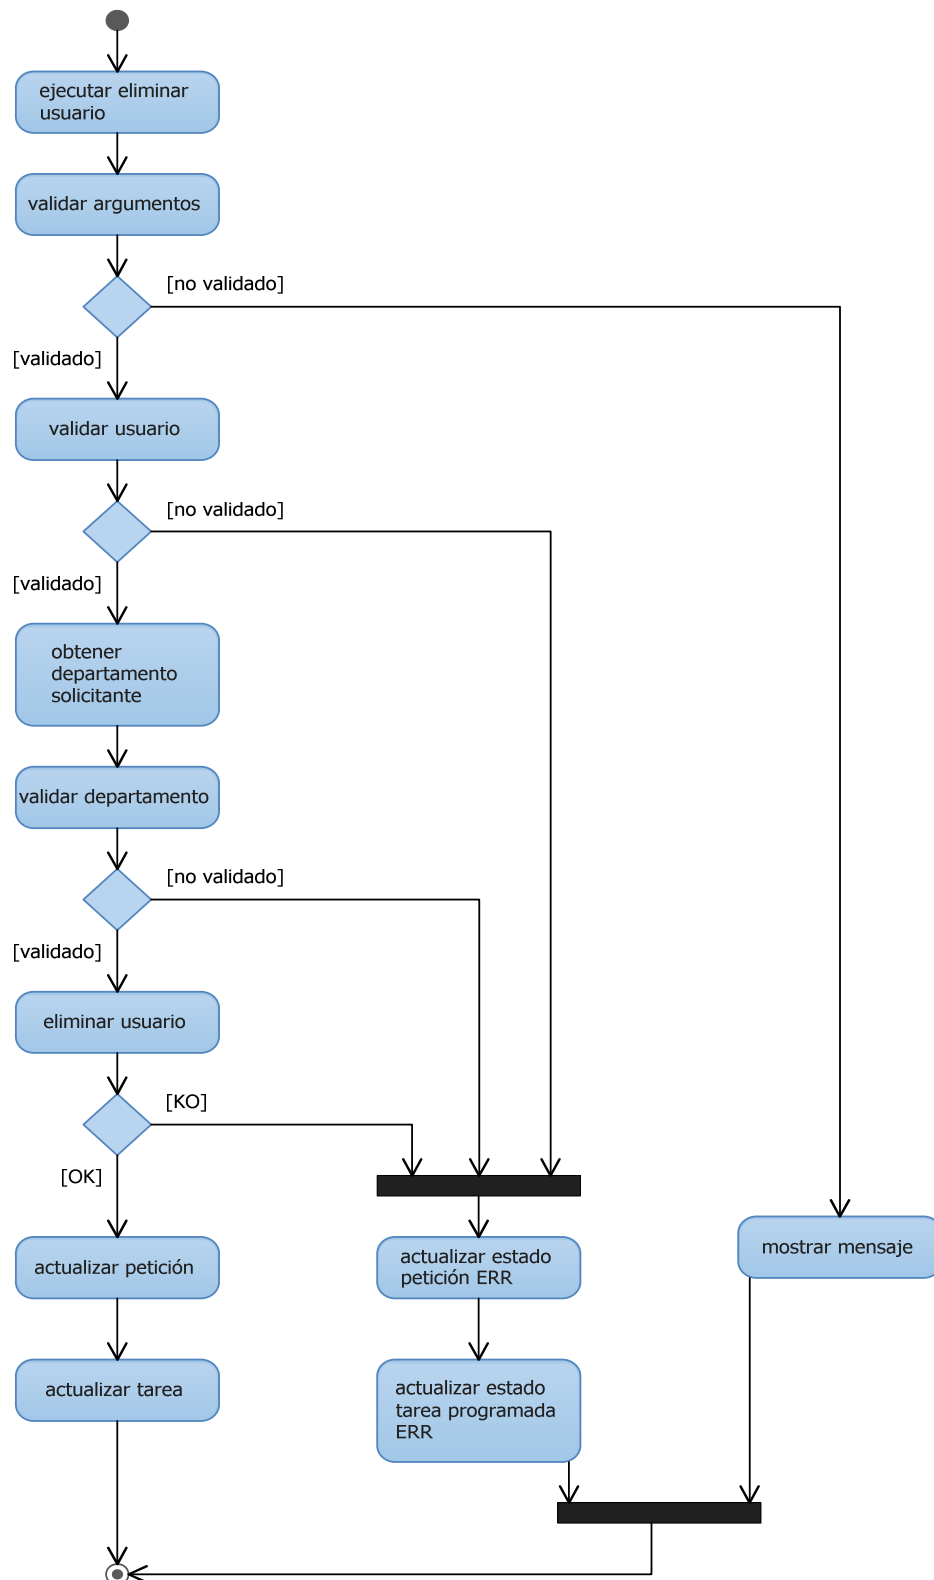 ejecutar eliminar
usuario
validar argumentos
[no validado]
[validado]
validar usuario
[no validado]
[validado]
obtener
departamento
solicitante
validar departamento
[no validado]
[validado]
eliminar usuario
[KO]
[OK]
actualizar petición
actualizar estado
petición ERR
mostrar mensaje
actualizar tarea
actualizar estado
tarea programada
ERR